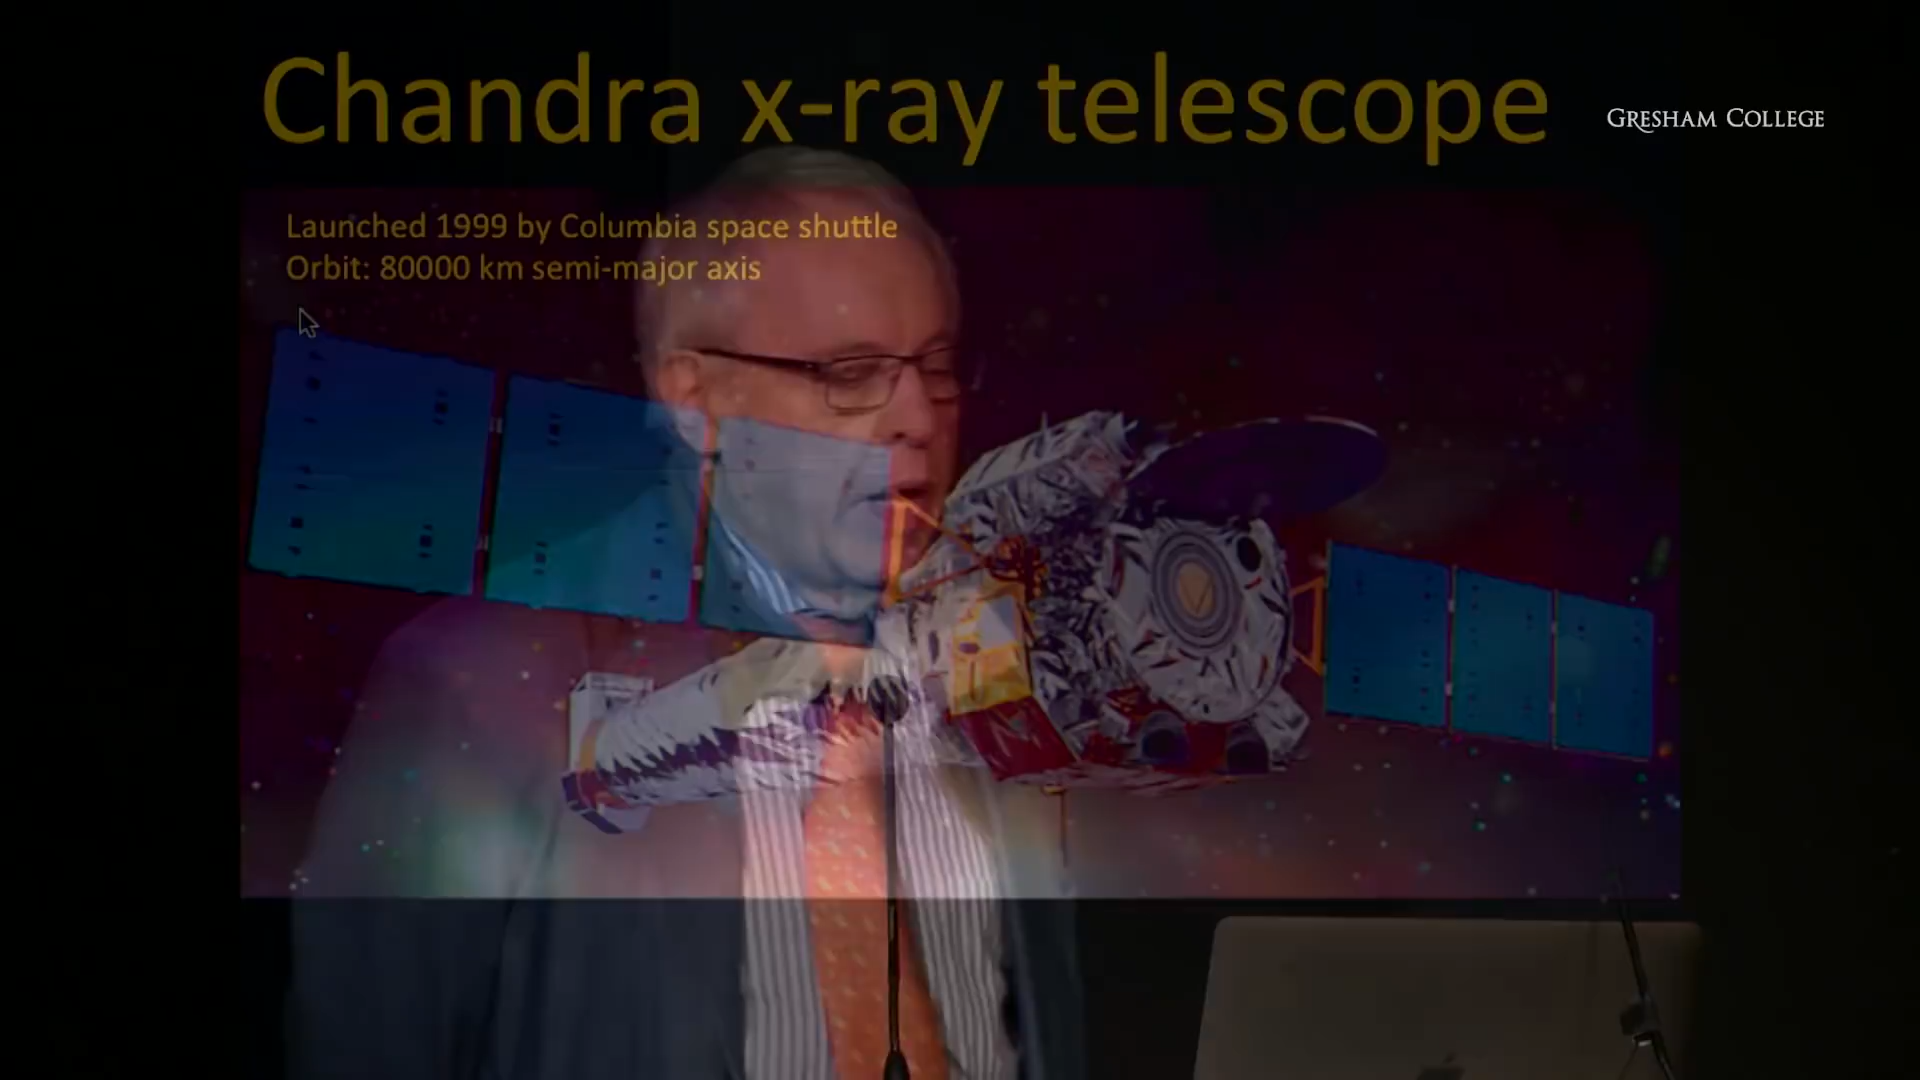 Chandra x-ray telescope
GRESHAM COLLEGE
Launched 1999 by Columbia space shuttle
Orbit: 80000 km semi-major axis